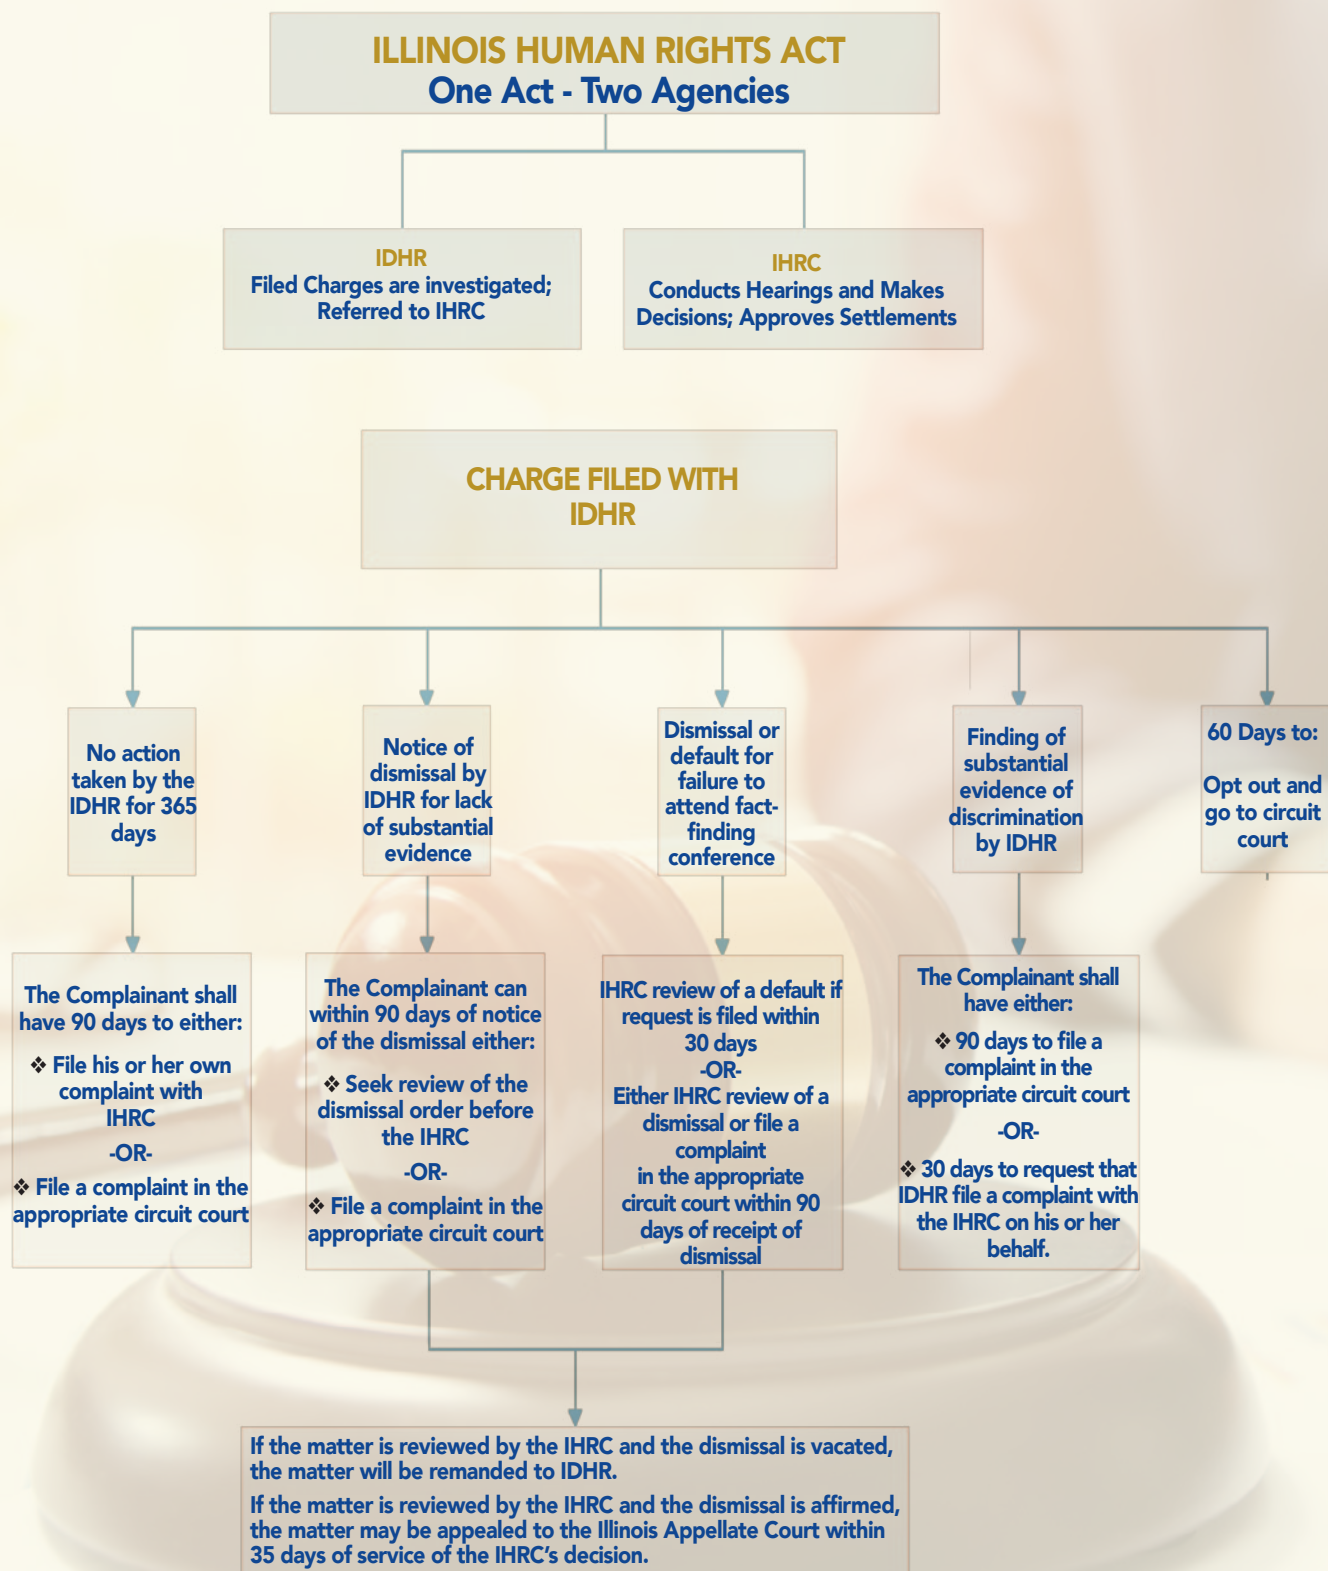 ILLINOIS HUMAN RIGHTS ACT
One Act - Two Agencies
IDHR
Filed Charges are investigated;
Referred to IHRC
IHRC
Conducts Hearings and Makes
Decisions; Approves Settlements
CHARGE FILED WITH
IDHR
No action
taken by the
IDHR for 365
days
Notice of
dismissal by
IDHR for lack
of substantial
evidence
Dismissal or
default for
failure to
attend fact-
finding
conference
Finding of
substantial
evidence of
discrimination
by IDHR
60 Days to:
Opt out and
go to circuit
court
The Complainant shall
have 90 days to either:
❖ File his or her own
complaint with
IHRC
-OR-
❖ File a complaint in the
appropriate circuit court
The Complainant can
within 90 days of notice
of the dismissal either:
❖ Seek review of the
dismissal order before
the IHRC
-OR-
❖ File a complaint in the
appropriate circuit court
IHRC review of a default if
request is filed within
30 days
-OR-
Either IHRC review of a
dismissal or file a
complaint
in the appropriate
circuit court within 90
days of receipt of
dismissal
The Complainant shall
have either:
❖ 90 days to file a
complaint in the
appropriate circuit court
-OR-
❖ 30 days to request that
IDHR file a complaint with
the IHRC on his or her
behalf.
If the matter is reviewed by the IHRC and the dismissal is vacated,
the matter will be remanded to IDHR.
If the matter is reviewed by the IHRC and the dismissal is affirmed,
the matter may be appealed to the Illinois Appellate Court within
35 days of service of the IHRC's decision.